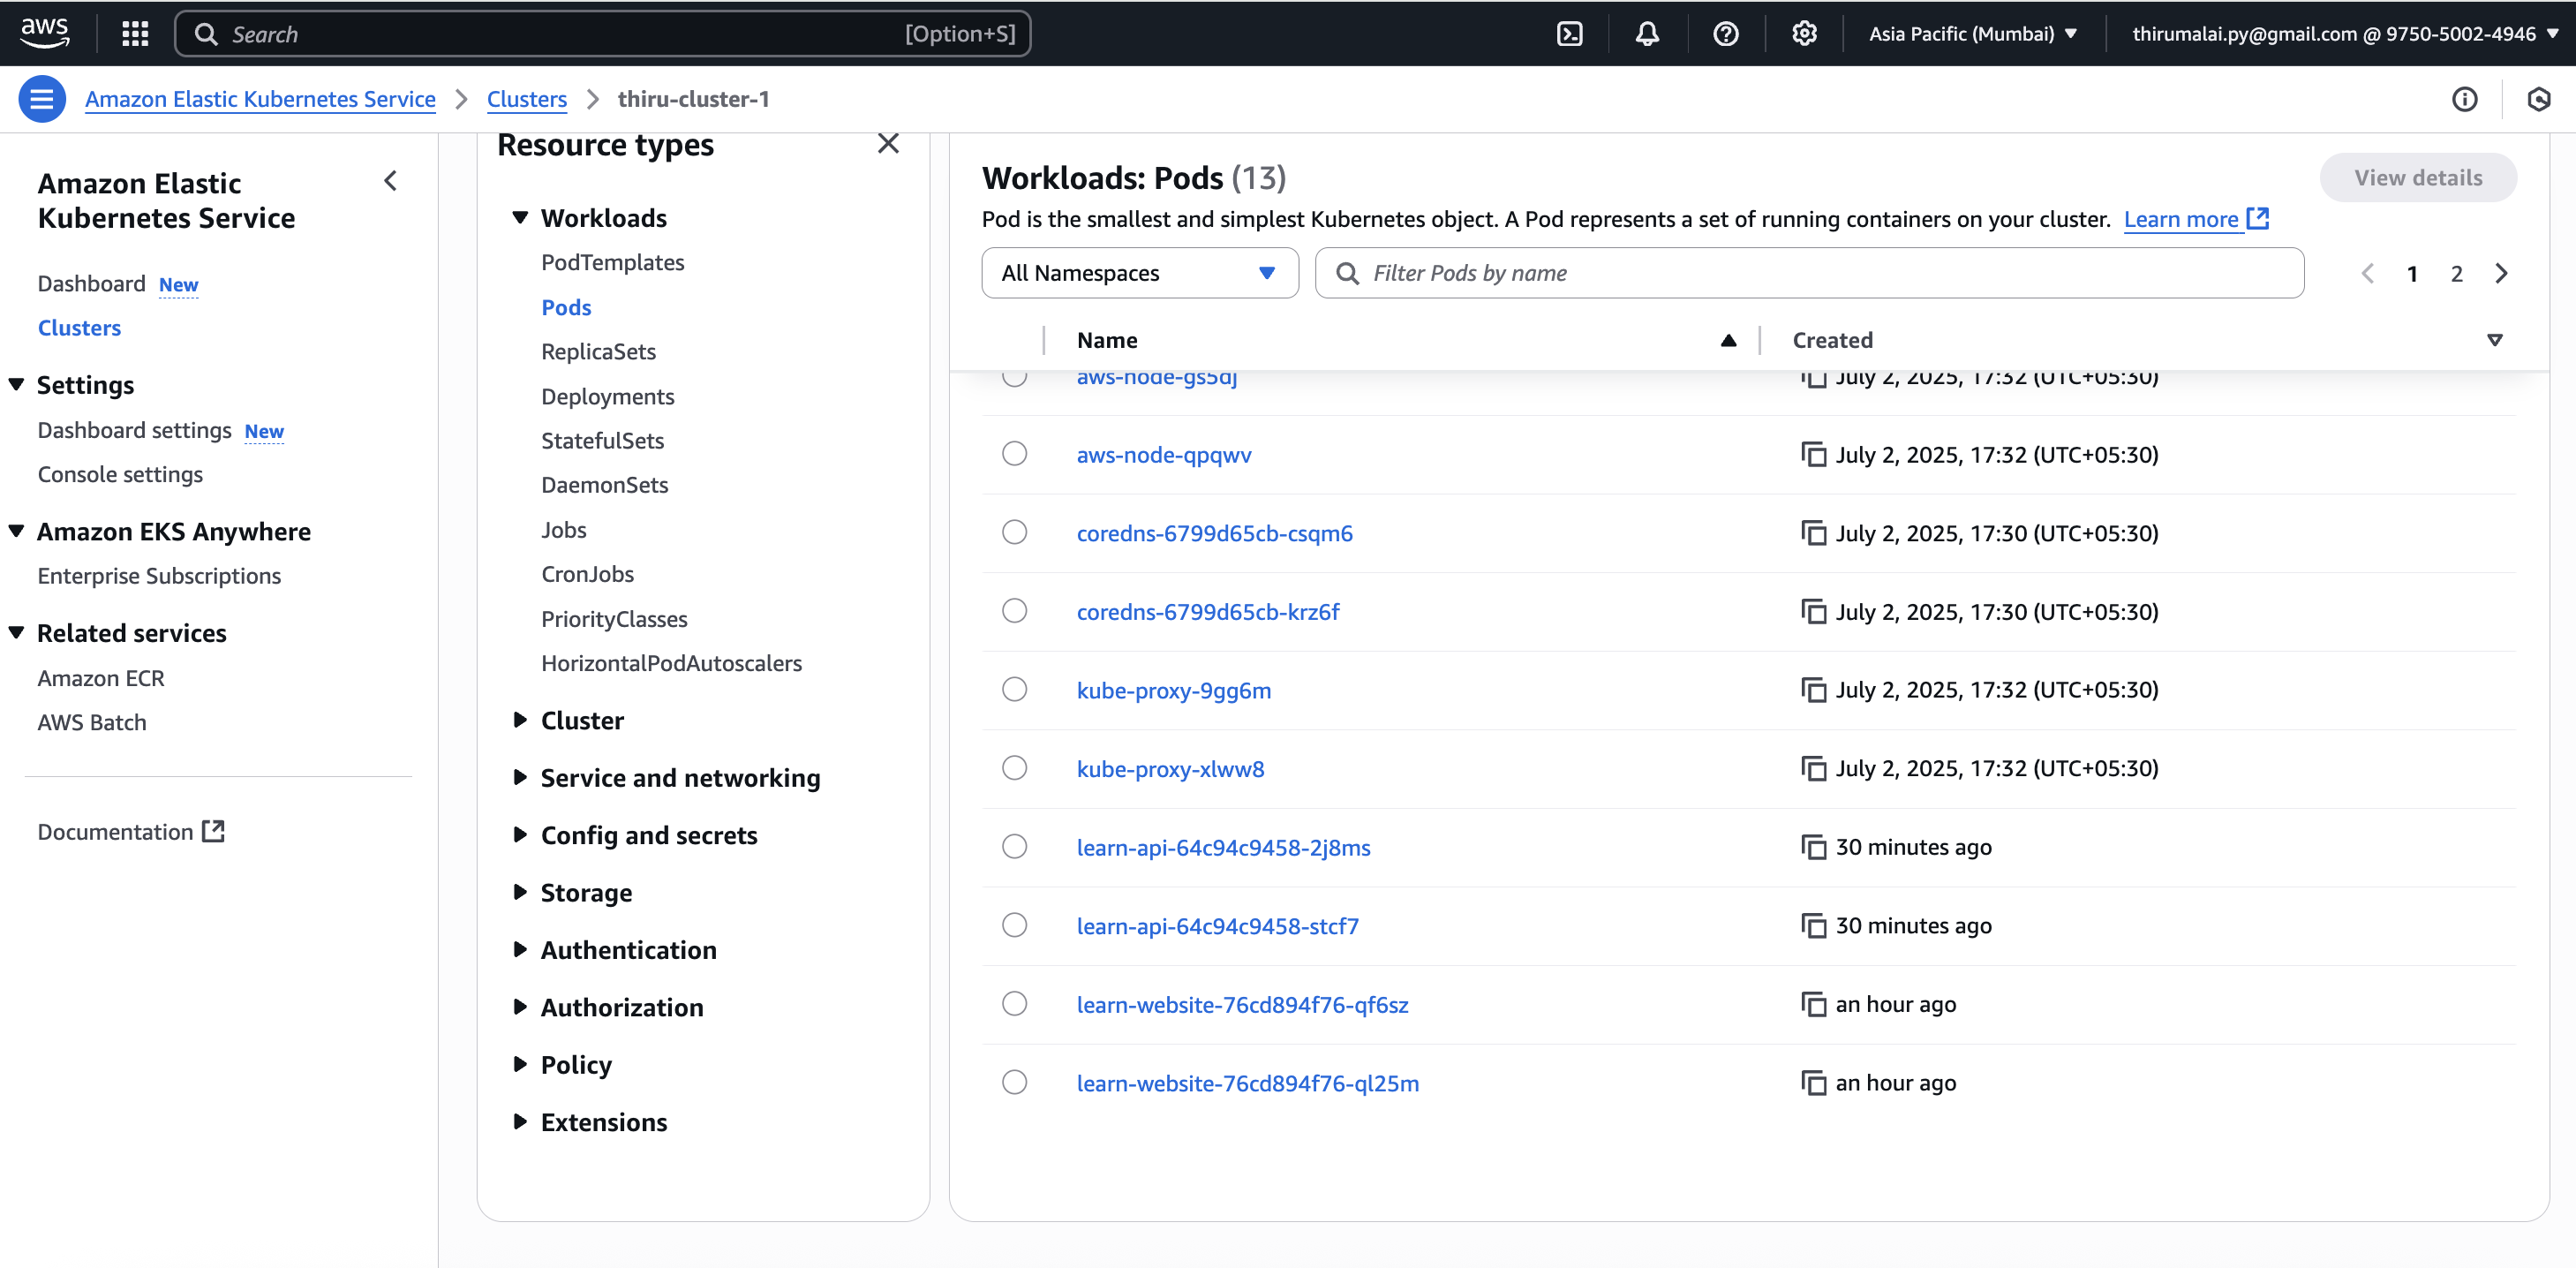 aws
Search [Option+S]
Asia Pacific (Mumbai)
thirumalai.py@gmail.com @ 9750-5002-4946
Amazon Elastic Kubernetes Service > Clusters > thiru-cluster-1
Amazon Elastic
Kubernetes Service
Dashboard New
Clusters
Settings
Dashboard settings New
Console settings
Amazon EKS Anywhere
Enterprise Subscriptions
Related services
Amazon ECR
AWS Batch
Documentation
Resource types
Workloads
PodTemplates
Pods
ReplicaSets
Deployments
StatefulSets
DaemonSets
Jobs
CronJobs
PriorityClasses
HorizontalPodAutoscalers
Cluster
Service and networking
Config and secrets
Storage
Authentication
Authorization
Policy
Extensions
Workloads: Pods (13)
View details
Pod is the smallest and simplest Kubernetes object. A Pod represents a set of running containers on your cluster. Learn more
All Namespaces
Filter Pods by name
1 2
Name Created
aws-node-gs5dj July 2, 2025, 17:32 (UTC+05:30)
aws-node-qpqwv July 2, 2025, 17:32 (UTC+05:30)
coredns-6799d65cb-csqm6 July 2, 2025, 17:30 (UTC+05:30)
coredns-6799d65cb-krz6f July 2, 2025, 17:30 (UTC+05:30)
kube-proxy-9gg6m July 2, 2025, 17:32 (UTC+05:30)
kube-proxy-xlww8 July 2, 2025, 17:32 (UTC+05:30)
learn-api-64c94c9458-2j8ms 30 minutes ago
learn-api-64c94c9458-stcf7 30 minutes ago
learn-website-76cd894f76-qf6sz an hour ago
learn-website-76cd894f76-ql25m an hour ago